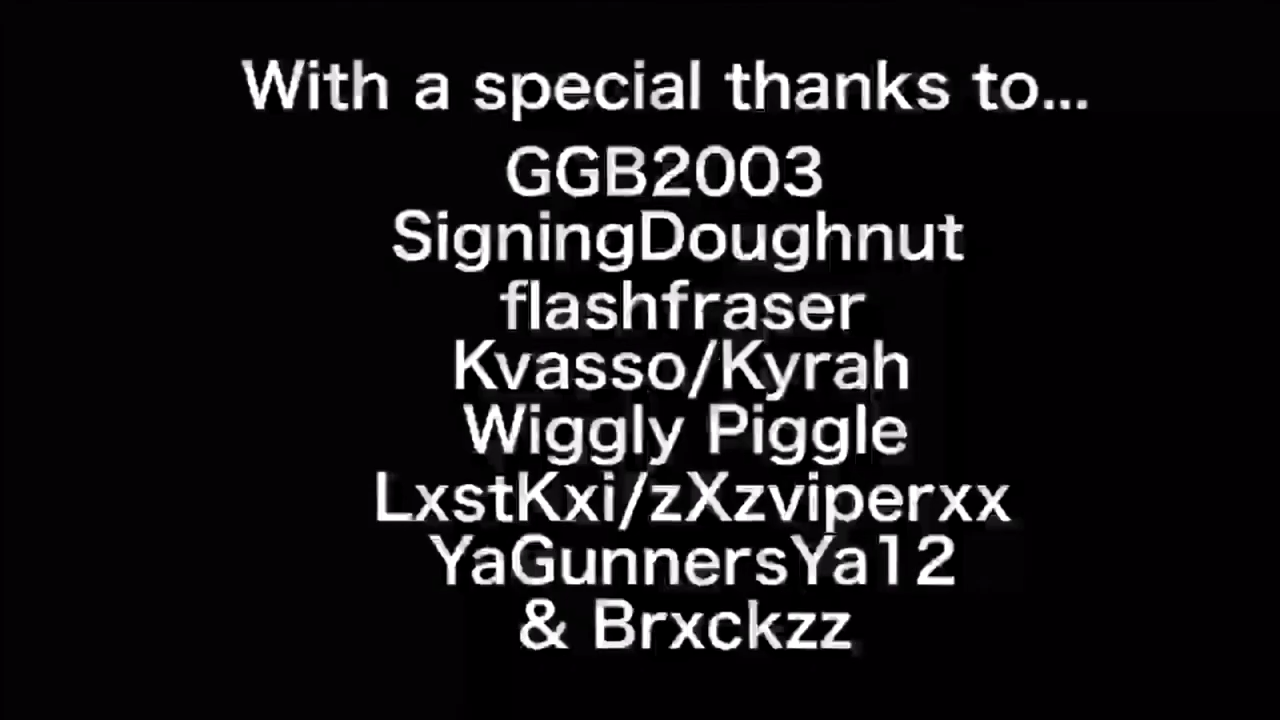 With a special thanks to...
GGB2003
SigningDoughnut
flashfraser
Kvasso/Kyrah
Wiggly Piggle
LxstKxi/zXzviperxx
YaGunnersYa12
& Brxckzz